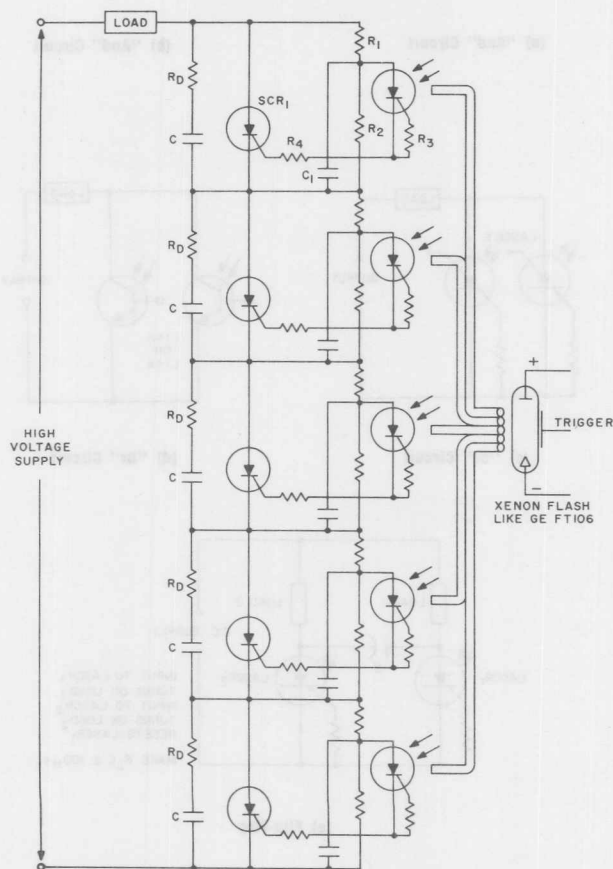 LOAD
R1
RD
SCR1
R2
R3
R4
C
C1
RD
C
RD
C
HIGH
VOLTAGE
SUPPLY
+
TRIGGER
−
XENON FLASH
LIKE GE FT106
RD
C
RD
C